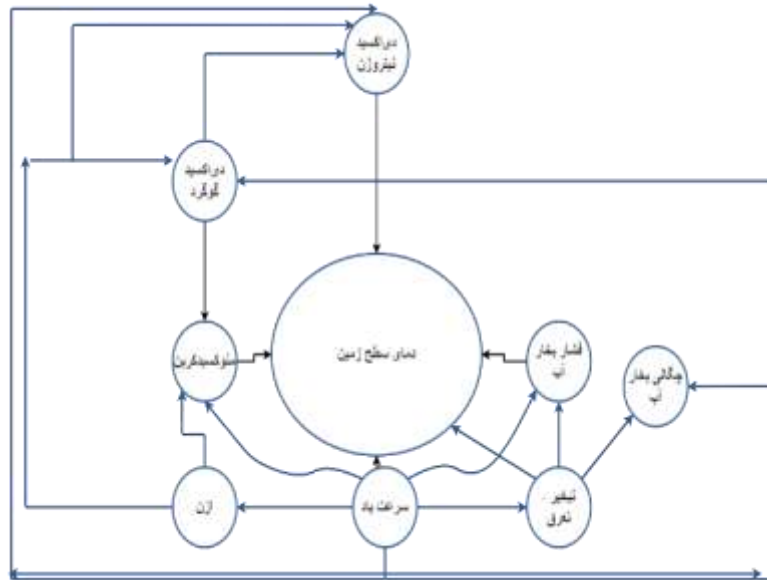 دی‌اکسید
نیتروژن
دی‌اکسید
گوگرد
دمای سطح زمین
منوکسیدکربن
فشار بخار
آب
چگالی بخار
آب
ازن
سرعت باد
تبخیر -
تعرق